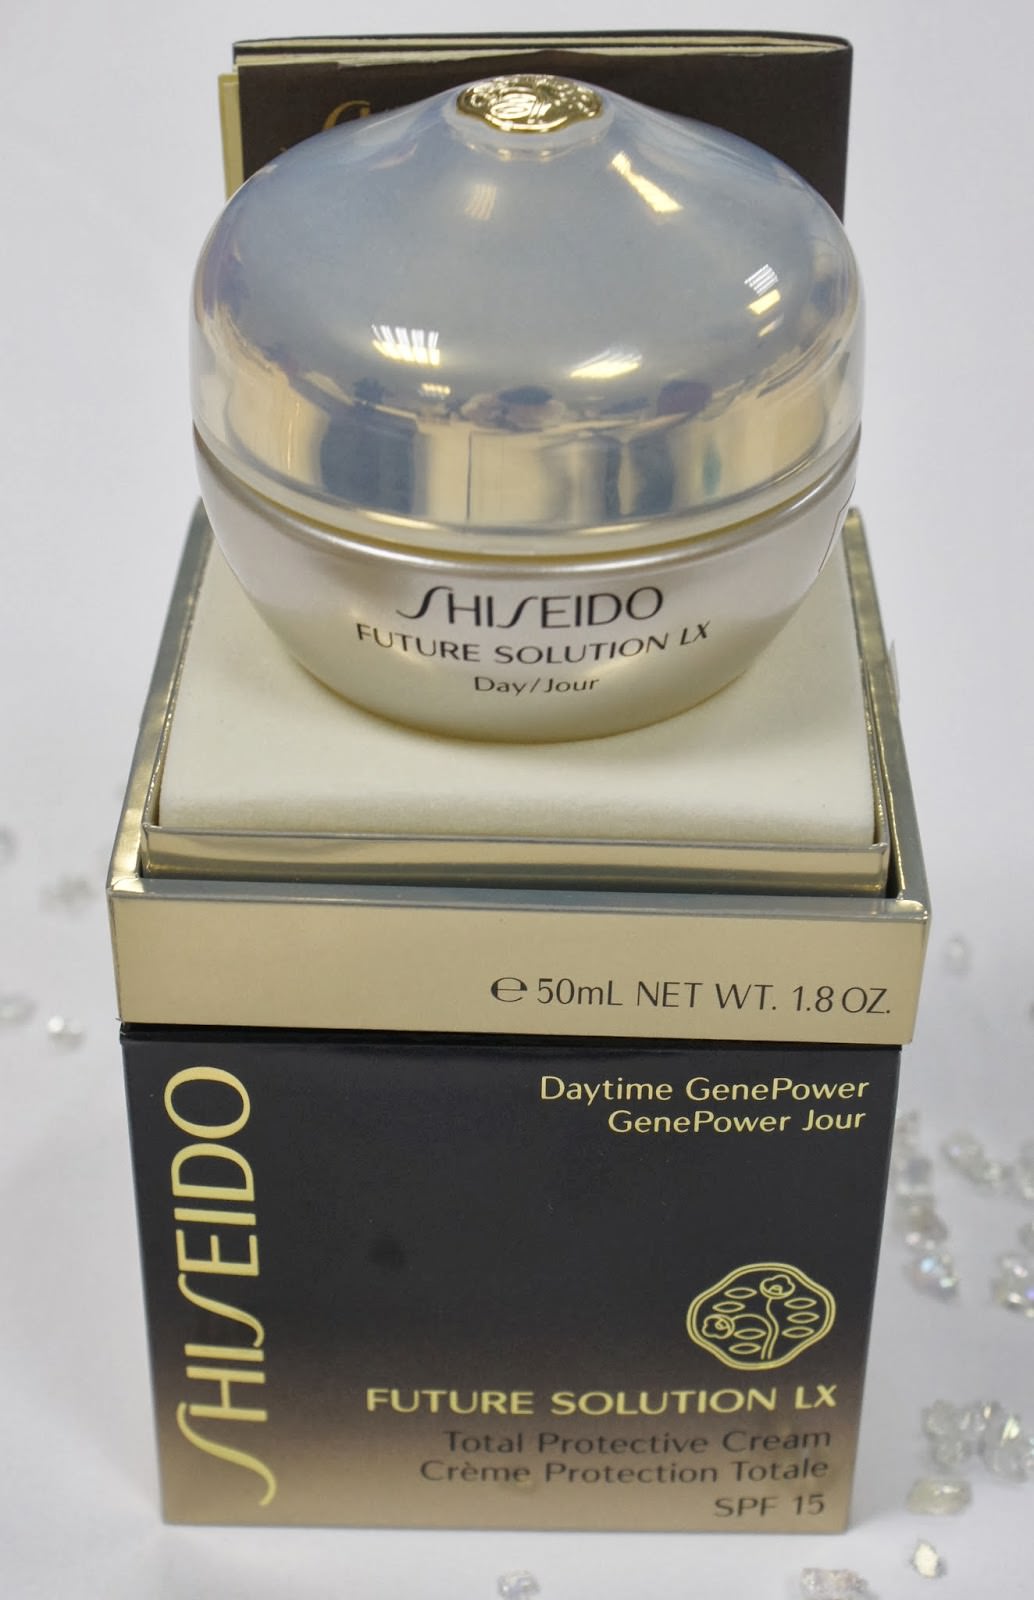 SHISEIDO
FUTURE SOLUTION LX
Day/Jour
℮ 50mL NET WT. 1.8 OZ.
Daytime GenePower
GenePower Jour
SHISEIDO
FUTURE SOLUTION LX
Total Protective Cream
Crème Protection Totale
SPF 15